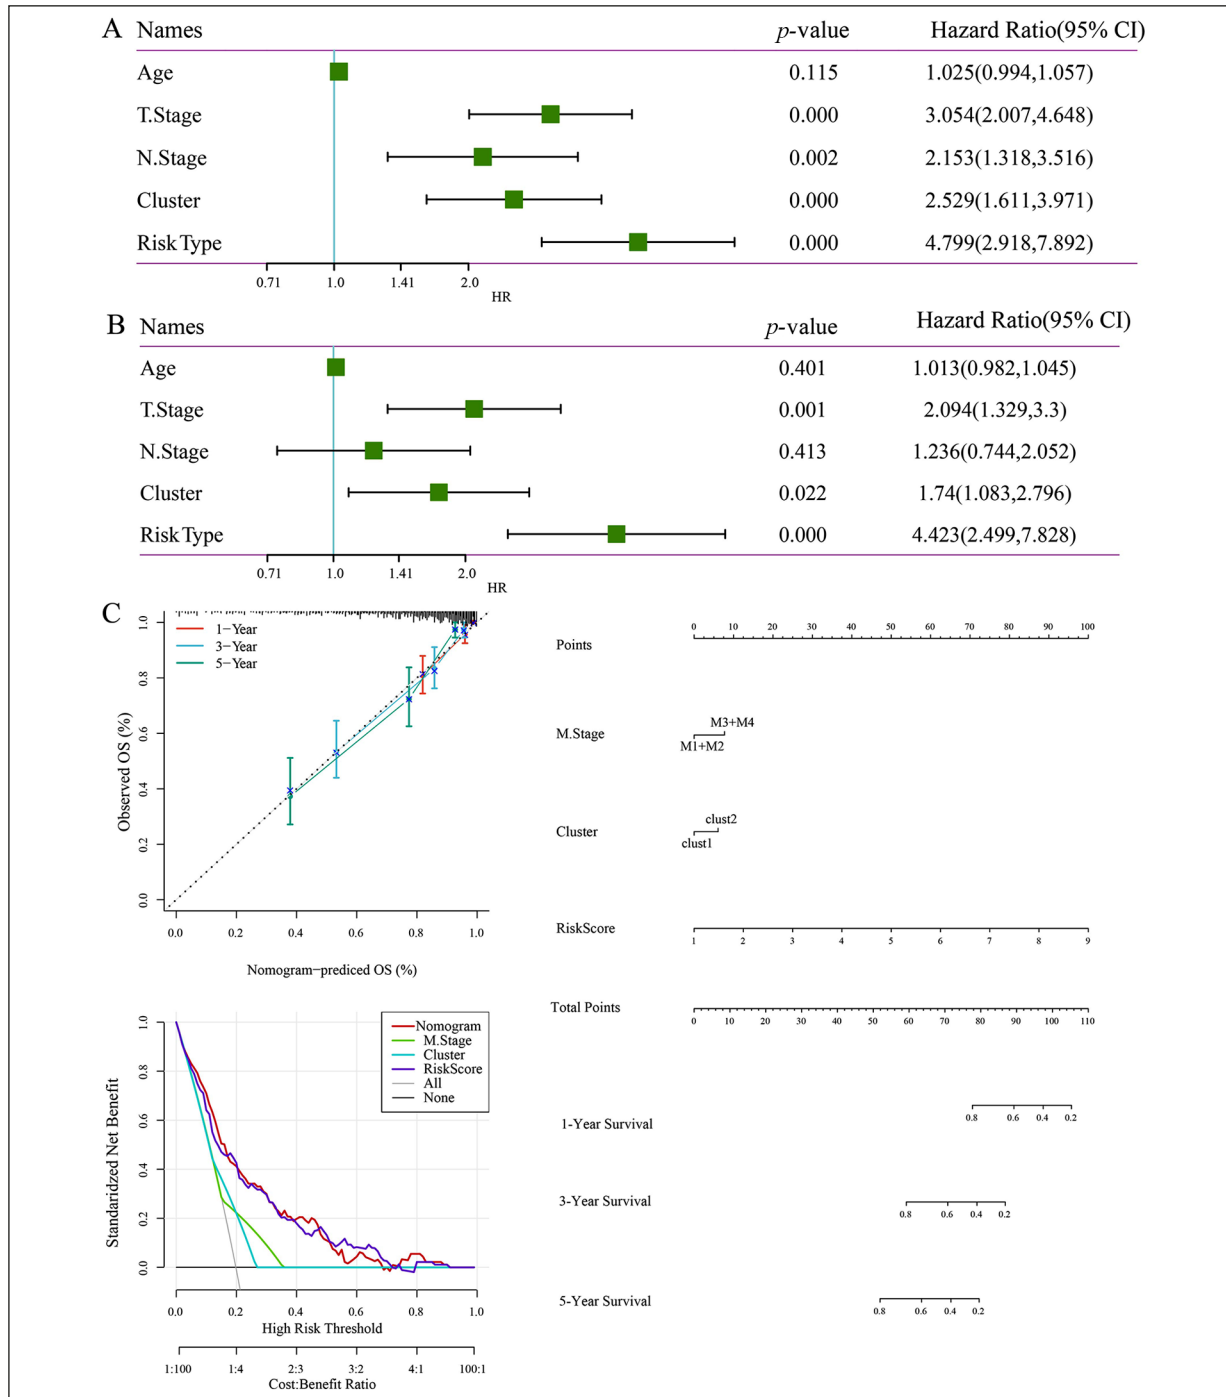 A Names p-value Hazard Ratio(95% CI)
Age 0.115 1.025(0.994,1.057)
T.Stage 0.000 3.054(2.007,4.648)
N.Stage 0.002 2.153(1.318,3.516)
Cluster 0.000 2.529(1.611,3.971)
Risk Type 0.000 4.799(2.918,7.892)
0.71 1.0 1.41 2.0
HR
B Names p-value Hazard Ratio(95% CI)
Age 0.401 1.013(0.982,1.045)
T.Stage 0.001 2.094(1.329,3.3)
N.Stage 0.413 1.236(0.744,2.052)
Cluster 0.022 1.74(1.083,2.796)
Risk Type 0.000 4.423(2.499,7.828)
0.71 1.0 1.41 2.0
HR
C
1-Year
3-Year
5-Year
Observed OS (%)
1.0
0.8
0.6
0.4
0.2
0.0
0.0 0.2 0.4 0.6 0.8 1.0
Nomogram-prediced OS (%)
Points
0 10 20 30 40 50 60 70 80 90 100
M.Stage
M3+M4
M1+M2
Cluster
clust2
clust1
RiskScore
1 2 3 4 5 6 7 8 9
Total Points
0 10 20 30 40 50 60 70 80 90 100 110
1-Year Survival
0.8 0.6 0.4 0.2
3-Year Survival
0.8 0.6 0.4 0.2
5-Year Survival
0.8 0.6 0.4 0.2
Nomogram
M.Stage
Cluster
RiskScore
All
None
Standaridzed Net Benefit
1.0
0.8
0.6
0.4
0.2
0.0
0.0 0.2 0.4 0.6 0.8 1.0
High Risk Threshold
1:100 1:4 2:3 3:2 4:1 100:1
Cost:Benefit Ratio